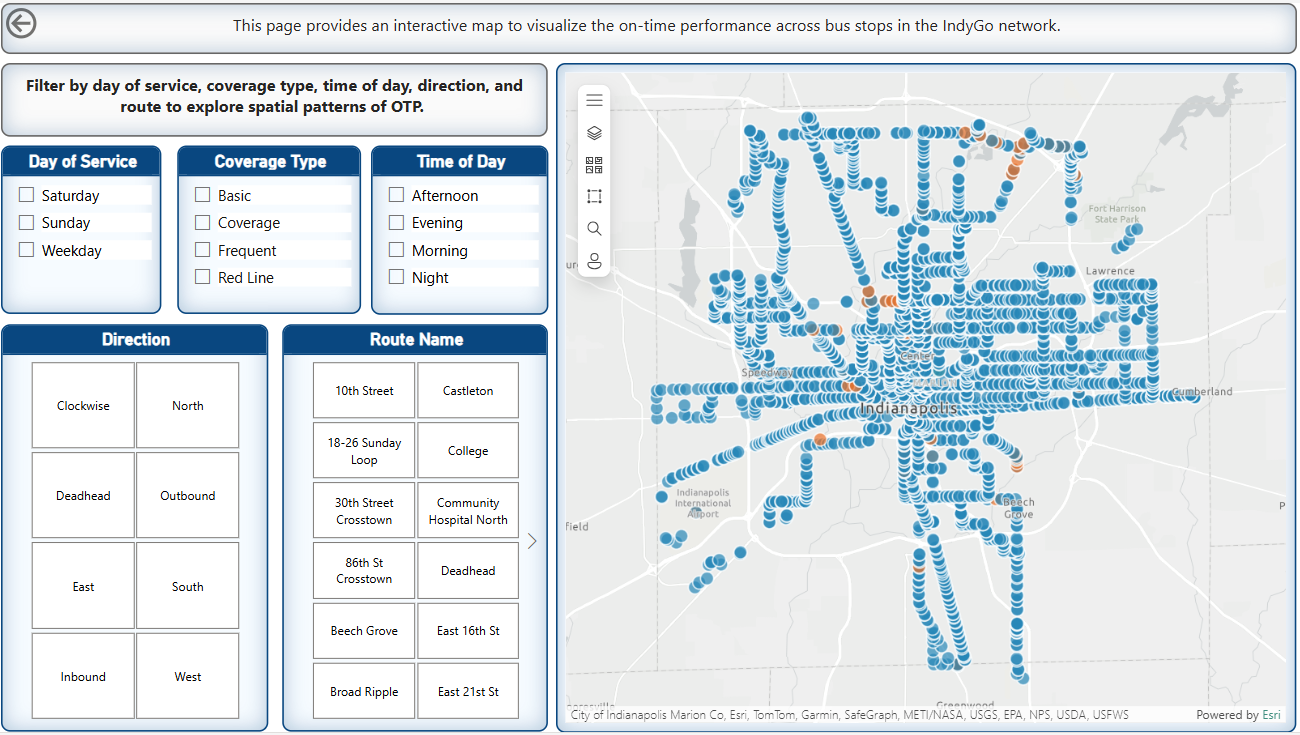 This page provides an interactive map to visualize the on-time performance across bus stops in the IndyGo network.
Filter by day of service, coverage type, time of day, direction, and
route to explore spatial patterns of OTP.
Day of Service
Saturday
Sunday
Weekday
Coverage Type
Basic
Coverage
Frequent
Red Line
Time of Day
Afternoon
Evening
Morning
Night
Direction
Clockwise
North
Deadhead
Outbound
East
South
Inbound
West
Route Name
10th Street
Castleton
18-26 Sunday
Loop
College
30th Street
Crosstown
Community
Hospital North
86th St
Crosstown
Deadhead
Beech Grove
East 16th St
Broad Ripple
East 21st St
Fort Harrison
State Park
Lawrence
Center
Speedway
Cumberland
Indianapolis
Indianapolis
International
Airport
Beech
Grove
field
P
Greenwood
City of Indianapolis Marion Co, Esri, TomTom, Garmin, SafeGraph, METI/NASA, USGS, EPA, NPS, USDA, USFWS
Powered by Esri